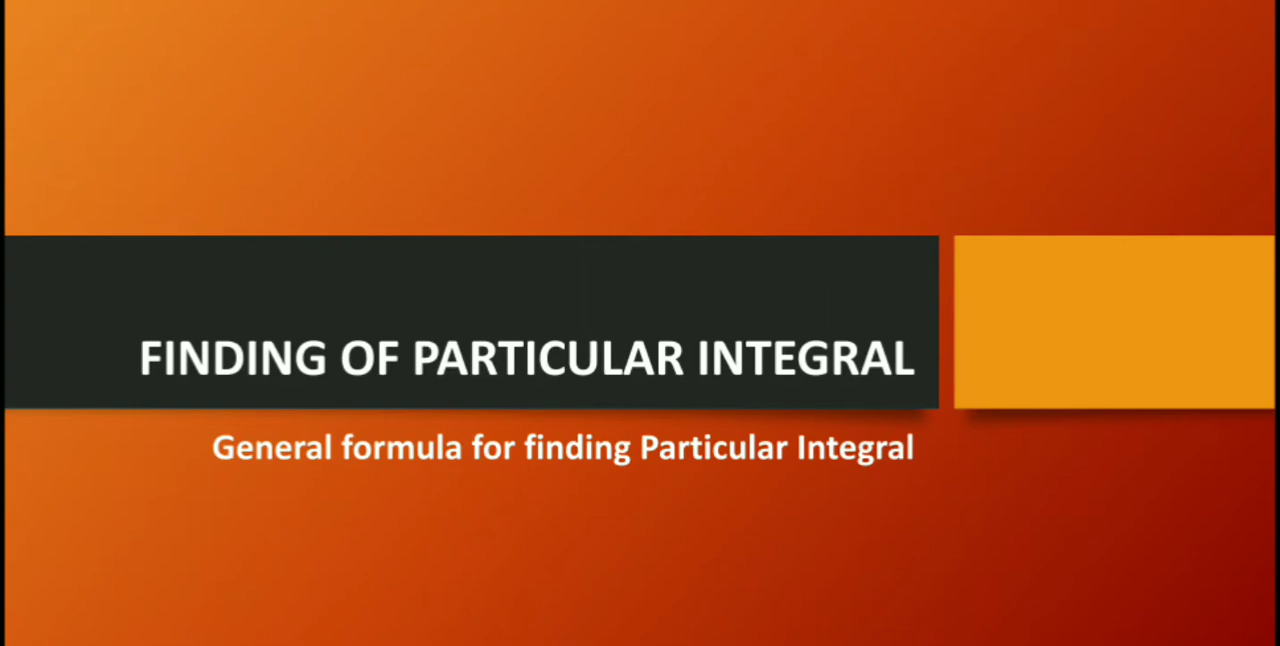 FINDING OF PARTICULAR INTEGRAL
General formula for finding Particular Integral